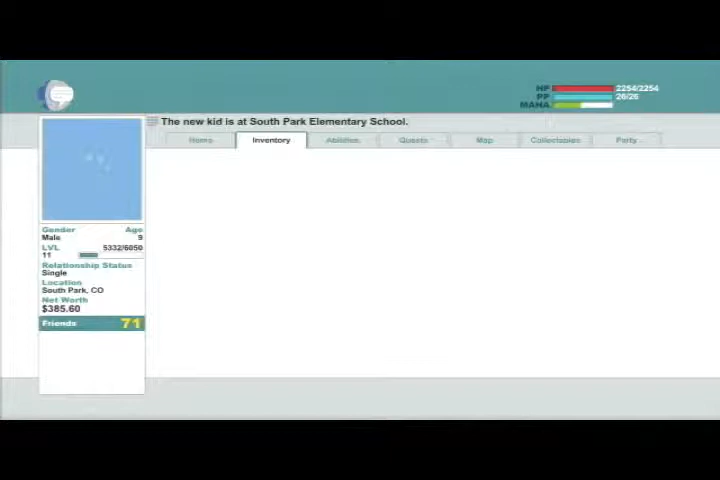 HP 2254/2254
PP 26/26
MAHA
The new kid is at South Park Elementary School.
Home Inventory Abilities Quests Map Collectables Party
Gender Age
Male 9
LVL 5332/6050
11
Relationship Status
Single
Location
South Park, CO
Net Worth
$385.60
Friends 71